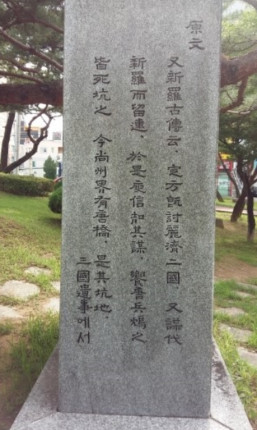 原文
又新羅古傳云, 定方旣討麗濟二國, 又謀伐
新羅而留連, 於是庾信知其謀, 饗唐兵鴆之
皆死坑之 今尙州界有唐橋, 是其坑地,
三國遺事에서